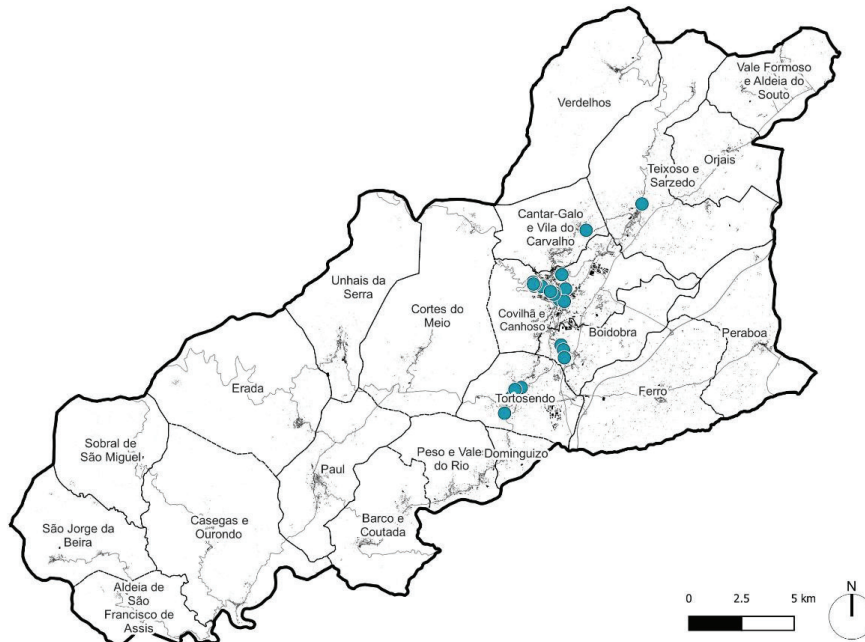 Vale Formoso
e Aldeia do
Souto
Verdelhos
Orjais
Teixoso e
Sarzedo
Cantar-Galo
e Vila do
Carvalho
Unhais da
Serra
Cortes do
Meio
Covilhã e
Canhoso
Boidobra
Peraboa
Erada
Ferro
Tortosendo
Sobral de
São Miguel
Peso e Vale
do Rio
Dominguizo
Paul
São Jorge da
Beira
Casegas e
Ourondo
Barco e
Coutada
Aldeia de
São
Francisco de
Assis
0 2.5 5 km
N